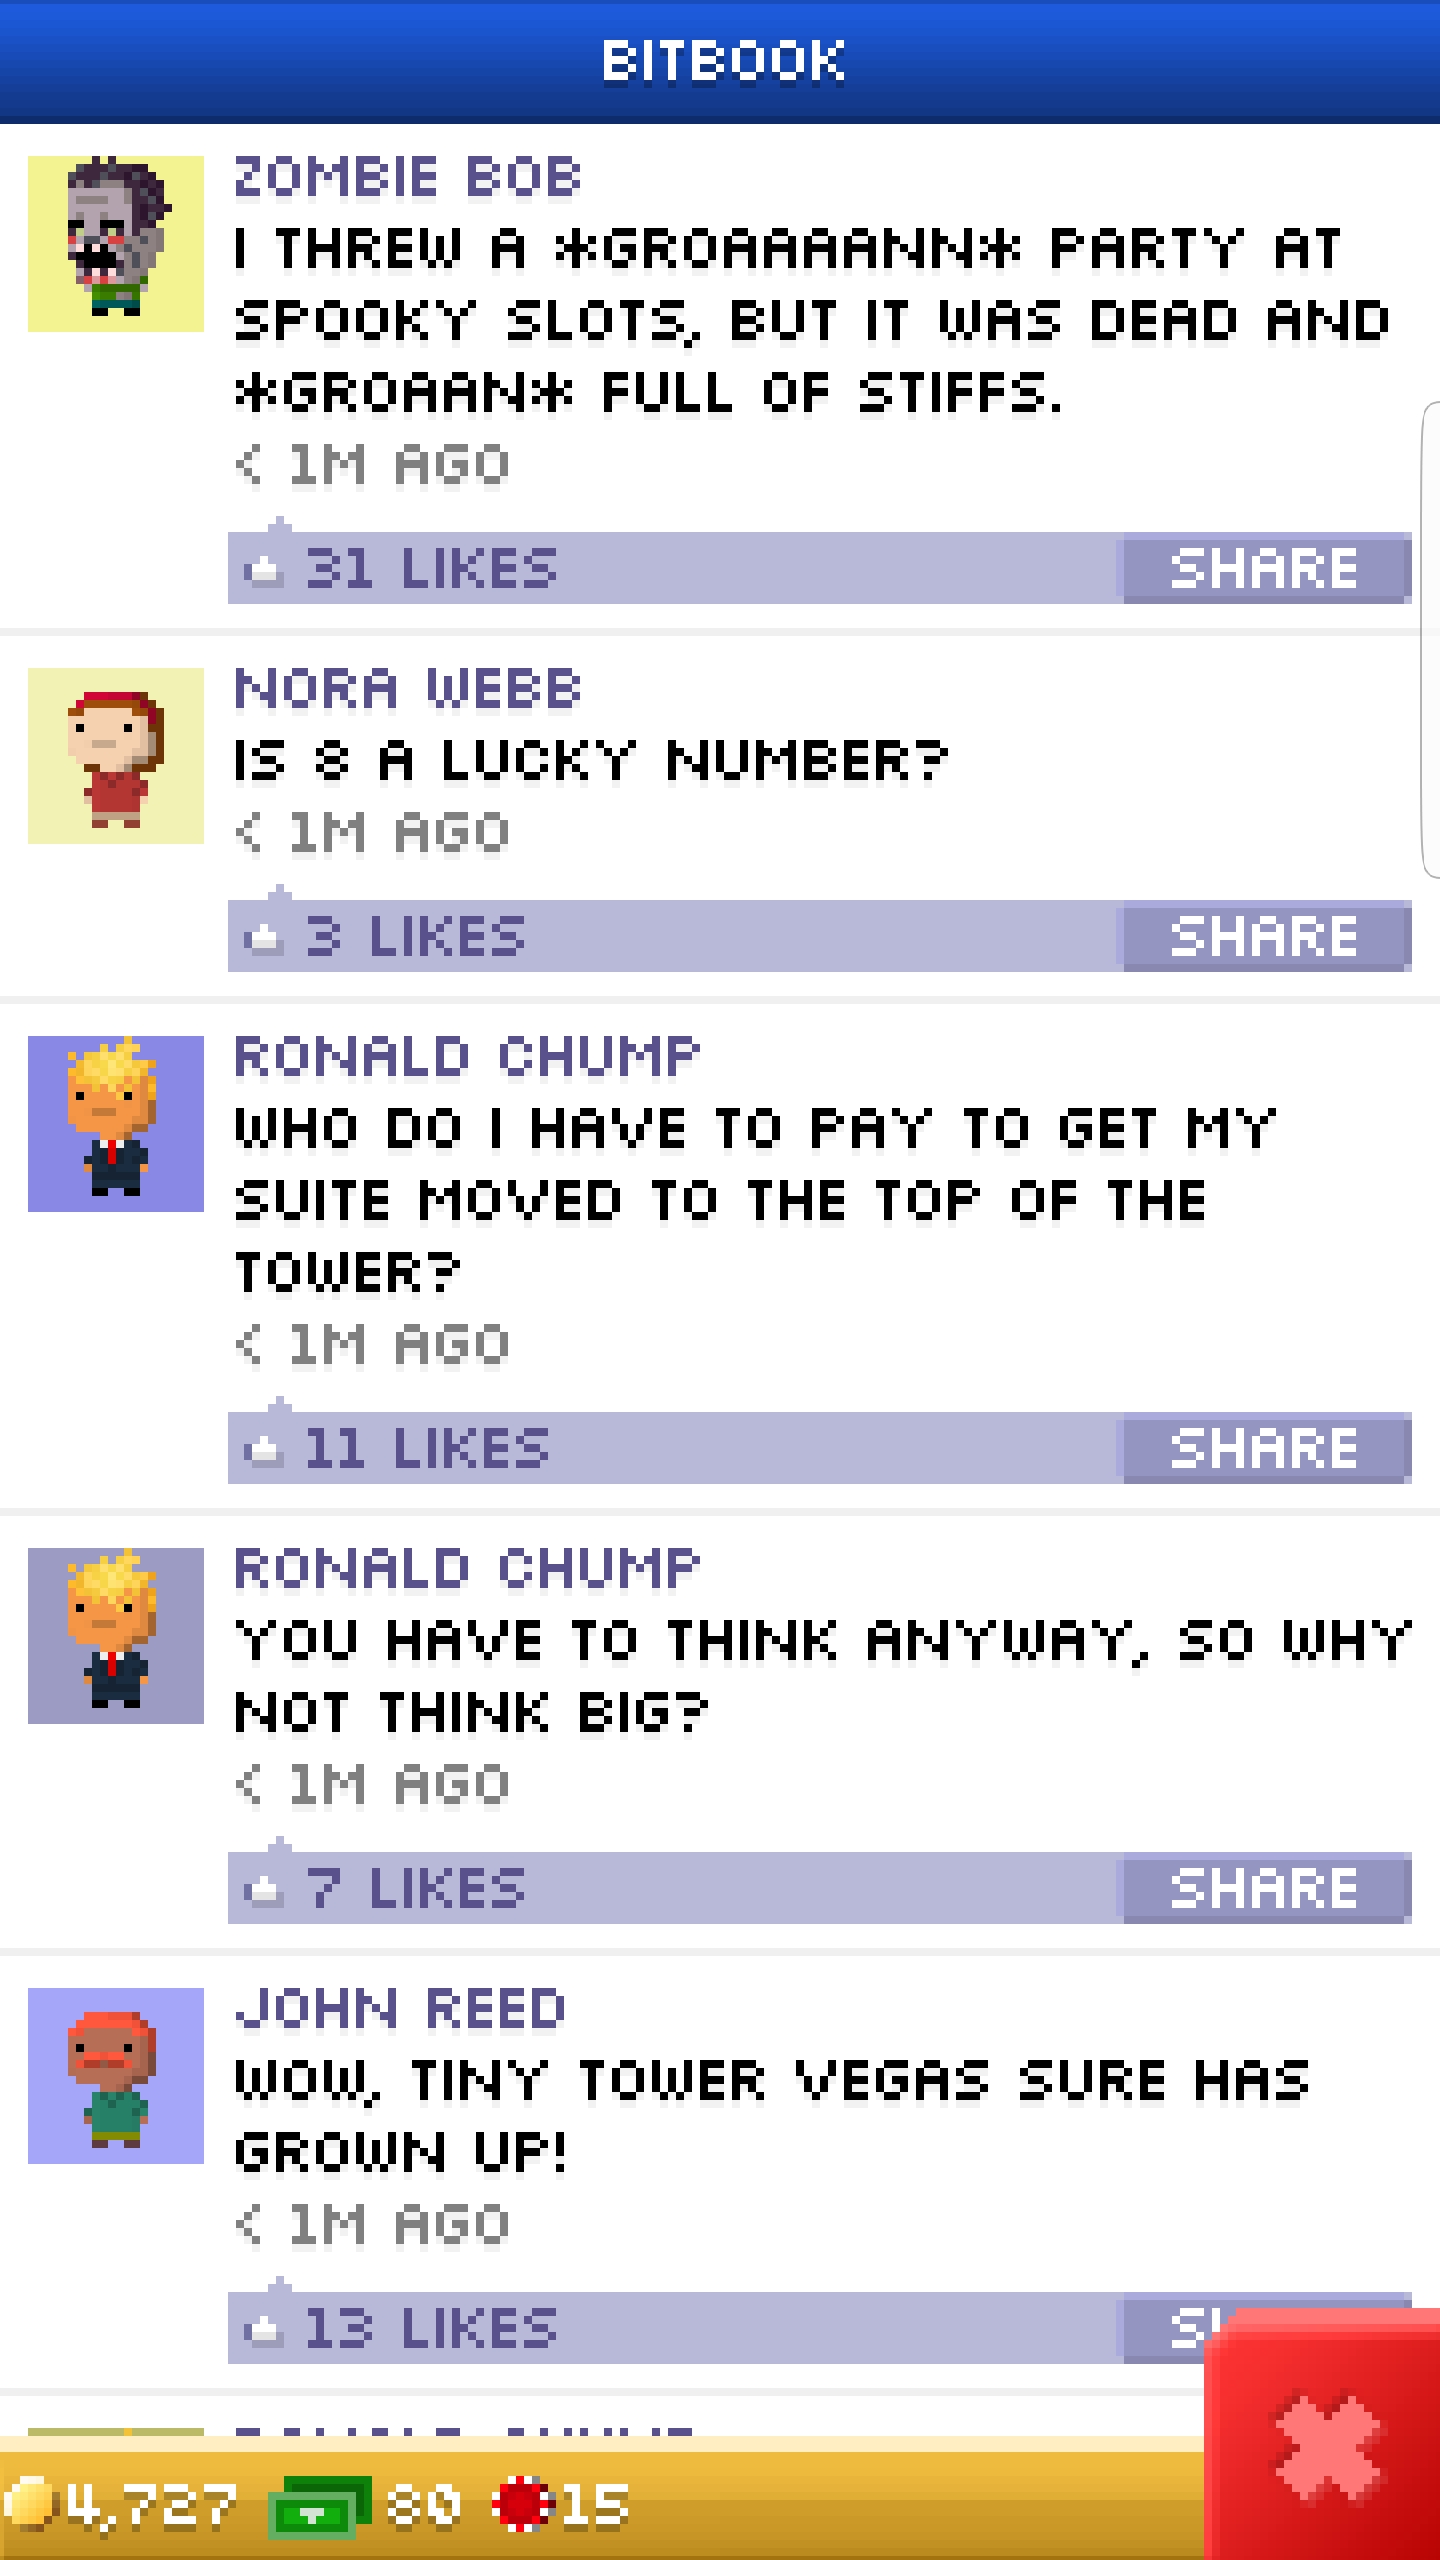 BITBOOK
ZOMBIE BOB
I THREW A *GROAAAANN* PARTY AT
SPOOKY SLOTS, BUT IT WAS DEAD AND
*GROAAN* FULL OF STIFFS.
< 1M AGO
31 LIKES SHARE
NORA WEBB
IS 8 A LUCKY NUMBER?
< 1M AGO
3 LIKES SHARE
RONALD CHUMP
WHO DO I HAVE TO PAY TO GET MY
SUITE MOVED TO THE TOP OF THE
TOWER?
< 1M AGO
11 LIKES SHARE
RONALD CHUMP
YOU HAVE TO THINK ANYWAY, SO WHY
NOT THINK BIG?
< 1M AGO
7 LIKES SHARE
JOHN REED
WOW, TINY TOWER VEGAS SURE HAS
GROWN UP!
< 1M AGO
13 LIKES
4,727 80 15